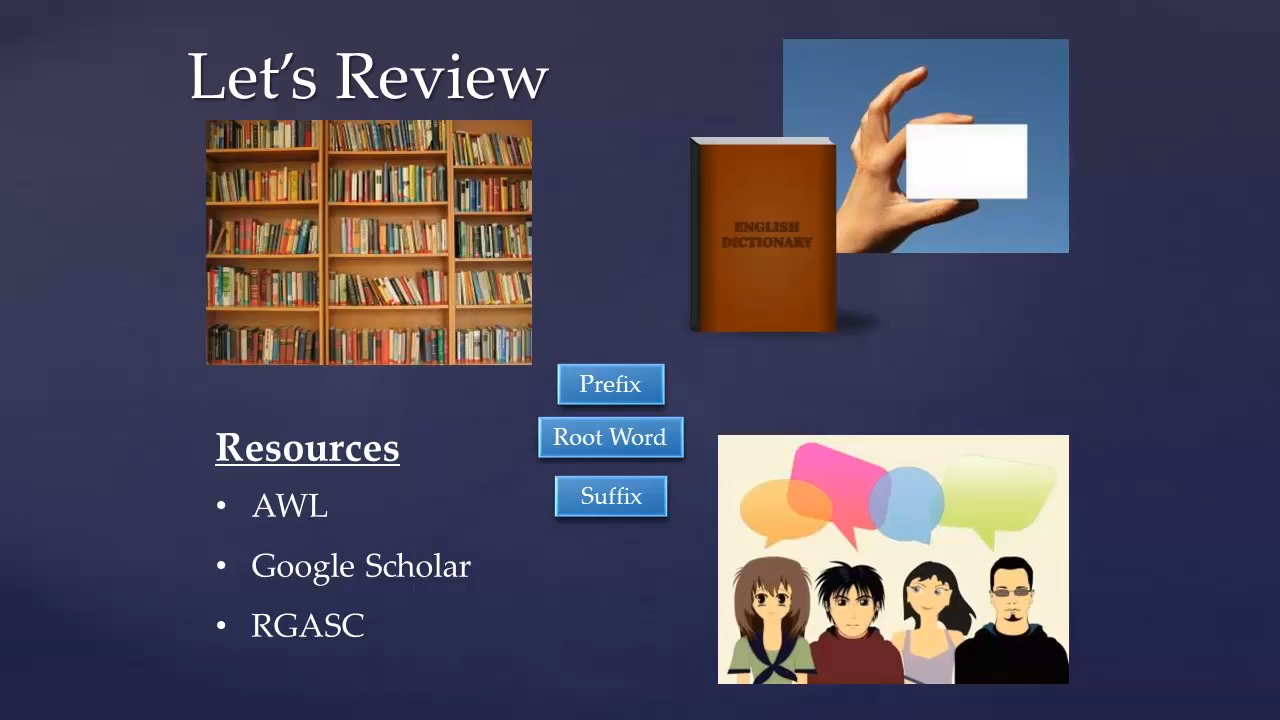 Let’s Review
ENGLISH
DICTIONARY
Prefix
Root Word
Suffix
Resources
• AWL
• Google Scholar
• RGASC